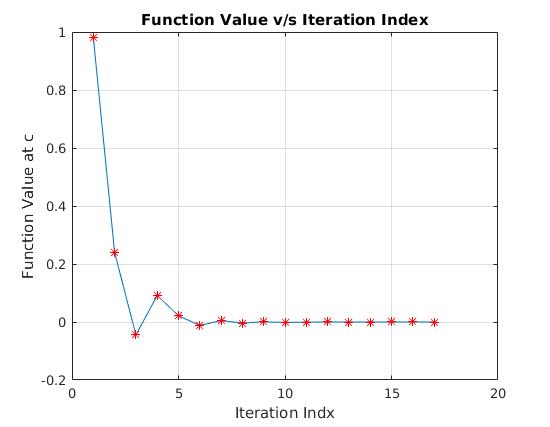 Function Value v/s Iteration Index
1
0.8
0.6
0.4
0.2
0
-0.2
Function Value at c
0 5 10 15 20
Iteration Indx